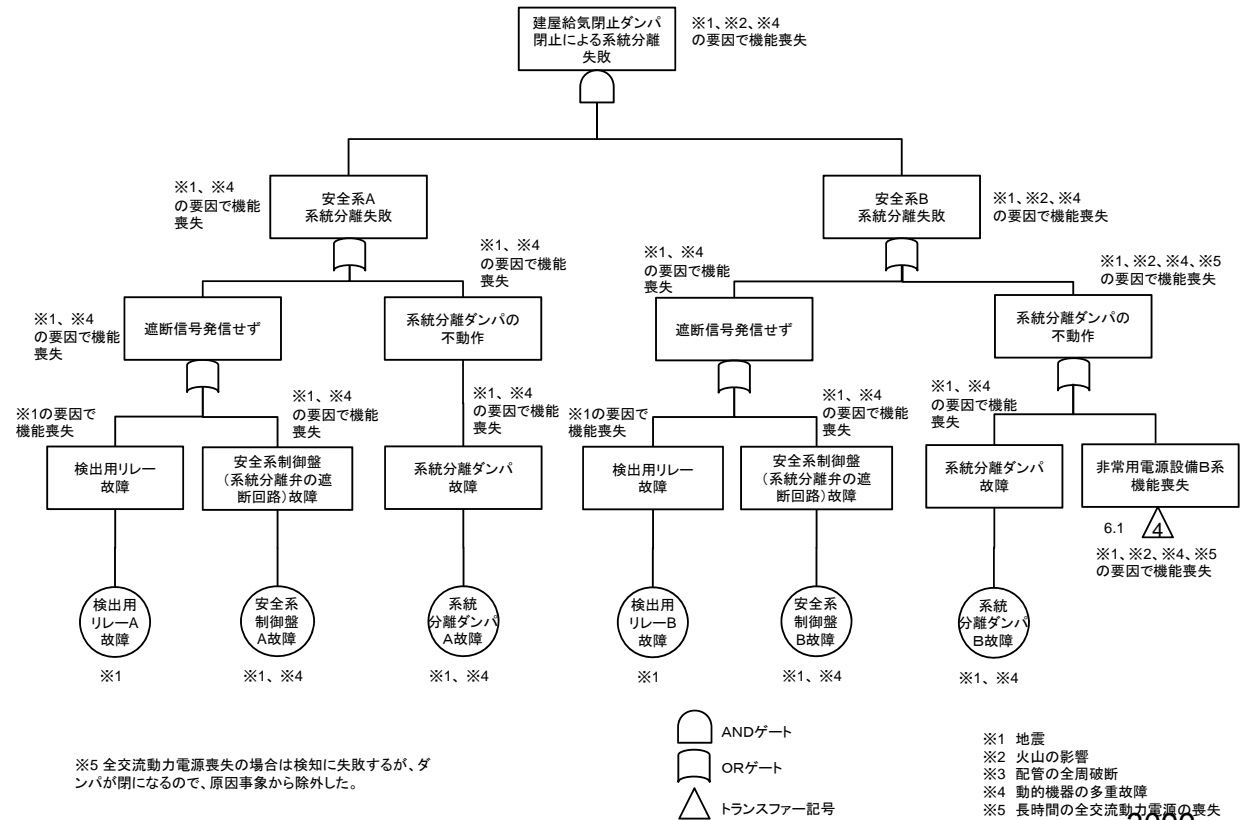 建屋給気閉止ダンパ
閉止による系統分離
失敗
※1、※2、※4
の要因で機能喪失
※1、※4
の要因で機能
喪失
安全系A
系統分離失敗
安全系B
系統分離失敗
※1、※2、※4
の要因で機能喪失
※1、※4
の要因で機能
喪失
遮断信号発信せず
※1、※4
の要因で機能
喪失
系統分離ダンパの
不動作
※1、※4
の要因で機能
喪失
遮断信号発信せず
※1、※2、※4、※5
の要因で機能喪失
系統分離ダンパの
不動作
※1の要因で
機能喪失
※1、※4
の要因で機能
喪失
※1、※4
の要因で機能
喪失
※1の要因で
機能喪失
※1、※4
の要因で機能
喪失
※1、※4
の要因で機能
喪失
検出用リレー
故障
安全系制御盤
（系統分離弁の遮
断回路）故障
系統分離ダンパ
故障
検出用リレー
故障
安全系制御盤
（系統分離弁の遮
断回路）故障
系統分離ダンパ
故障
非常用電源設備B系
機能喪失
6.1
4
※1、※2、※4、※5
の要因で機能喪失
検出用
リレーA
故障
安全系
制御盤
A故障
系統
分離ダンパ
A故障
検出用
リレーB
故障
安全系
制御盤
B故障
系統
分離ダンパ
B故障
※1
※1、※4
※1、※4
※1
※1、※4
※1、※4
※5 全交流動力電源喪失の場合は検知に失敗するが、ダ
ンパが閉になるので、原因事象から除外した。
ANDゲート
ORゲート
トランスファー記号
※1 地震
※2 火山の影響
※3 配管の全周破断
※4 動的機器の多重故障
※5 長時間の全交流動力電源の喪失